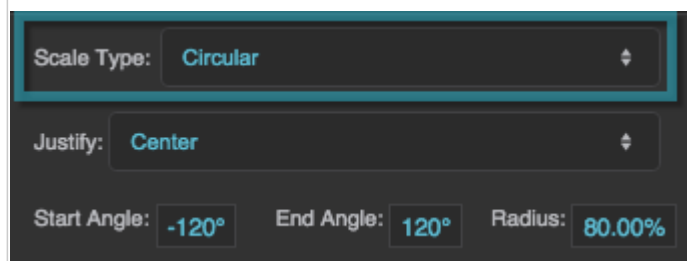 Scale Type: Circular
Justify: Center
Start Angle: -120° End Angle: 120° Radius: 80.00%